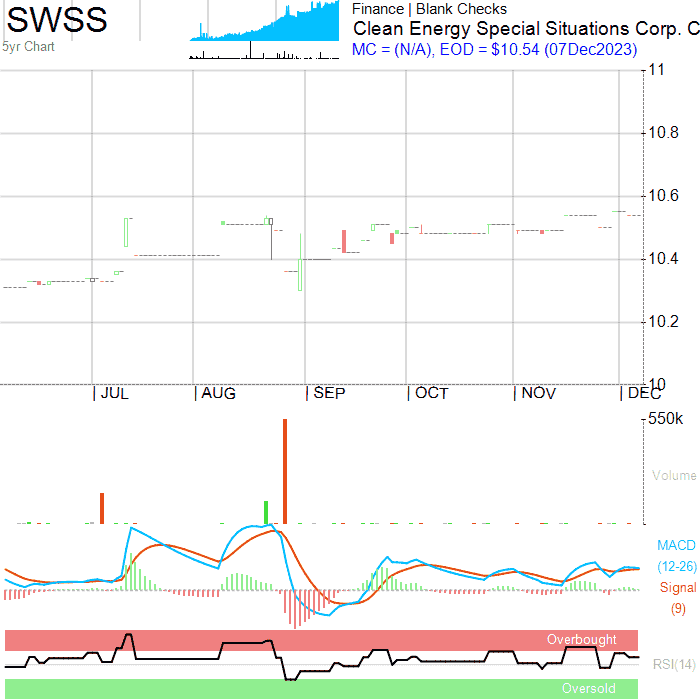 SWSS
5yr Chart
Finance | Blank Checks
Clean Energy Special Situations Corp. C
MC = (N/A), EOD = $10.54 (07Dec2023)
11
10.8
10.6
10.4
10.2
10
JUL
AUG
SEP
OCT
NOV
DEC
550k
Volume
MACD
(12-26)
Signal
(9)
Overbought
RSI(14)
Oversold